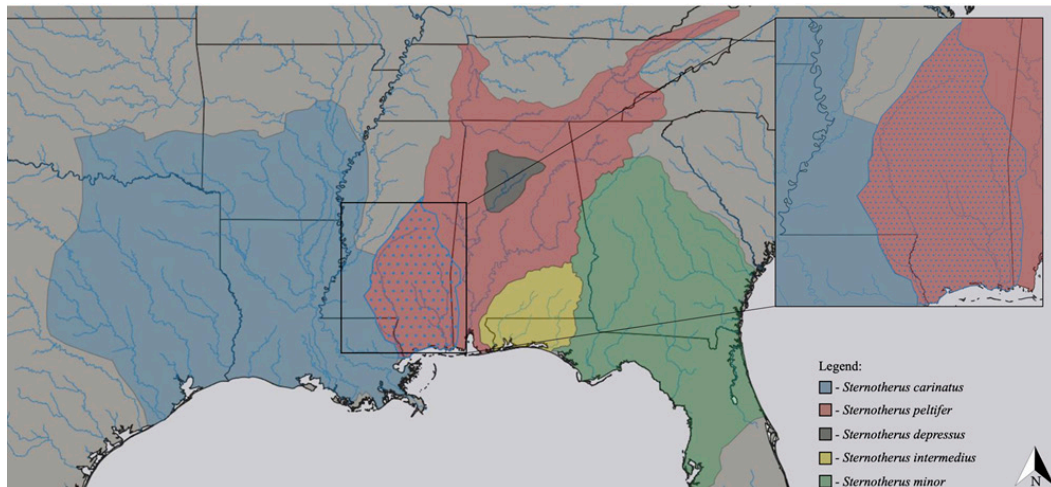 Legend:
- Sternotherus carinatus
- Sternotherus peltifer
- Sternotherus depressus
- Sternotherus intermedius
- Sternotherus minor
N